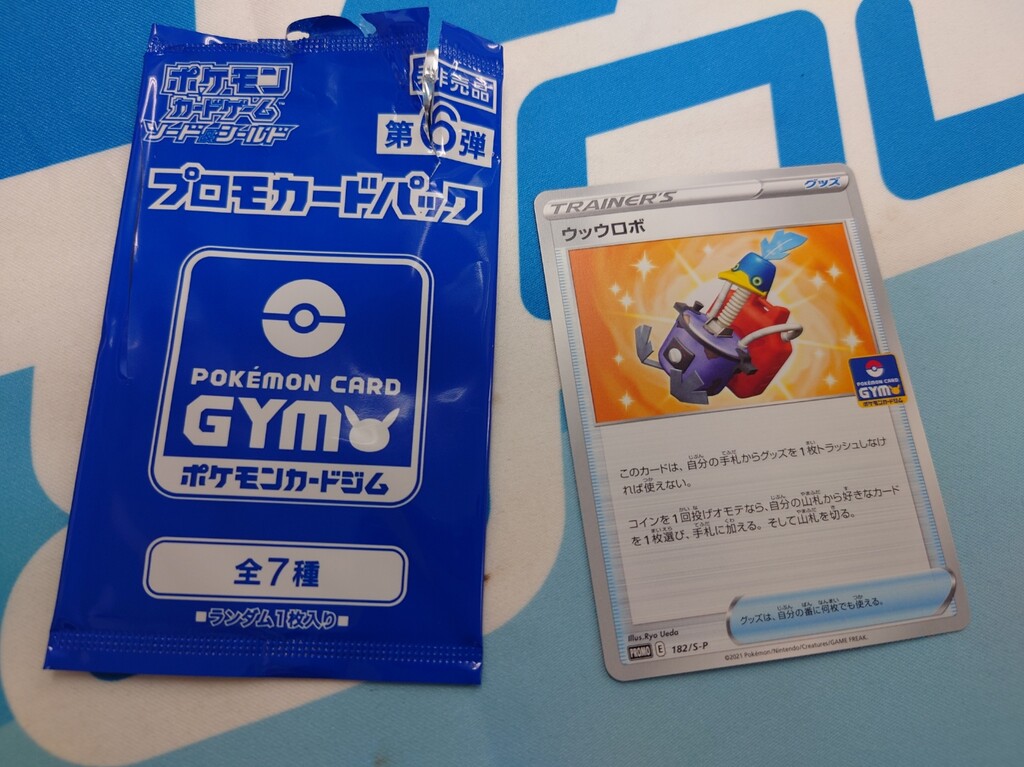 ポケモン
カードゲーム
ソード&シールド
非売品
第6弾
プロモカードパック
POKÉMON CARD
GYM
ポケモンカードジム
全7種
■ランダム1枚入り■
TRAINER'S
グッズ
ウッウロボ
POKÉMON CARD
GYM
ポケモンカードジム
このカードは、自分の手札からグッズを1枚トラッシュしなけ
れば使えない。
コインを1回投げオモテなら、自分の山札から好きなカード
を1枚選び、手札に加える。そして山札を切る。
グッズは、自分の番に何枚でも使える。
Illus.Ryo Ueda
PROMO E 182/S-P
©2021 Pokémon/Nintendo/Creatures/GAME FREAK.